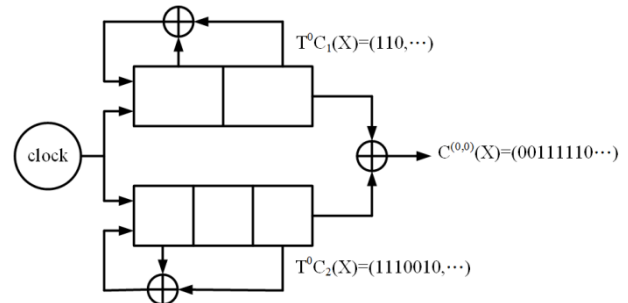 T⁰C₁(X)=(110,⋯)
clock
C⁽⁰,⁰⁾(X)=(00111110⋯)
T⁰C₂(X)=(1110010,⋯)